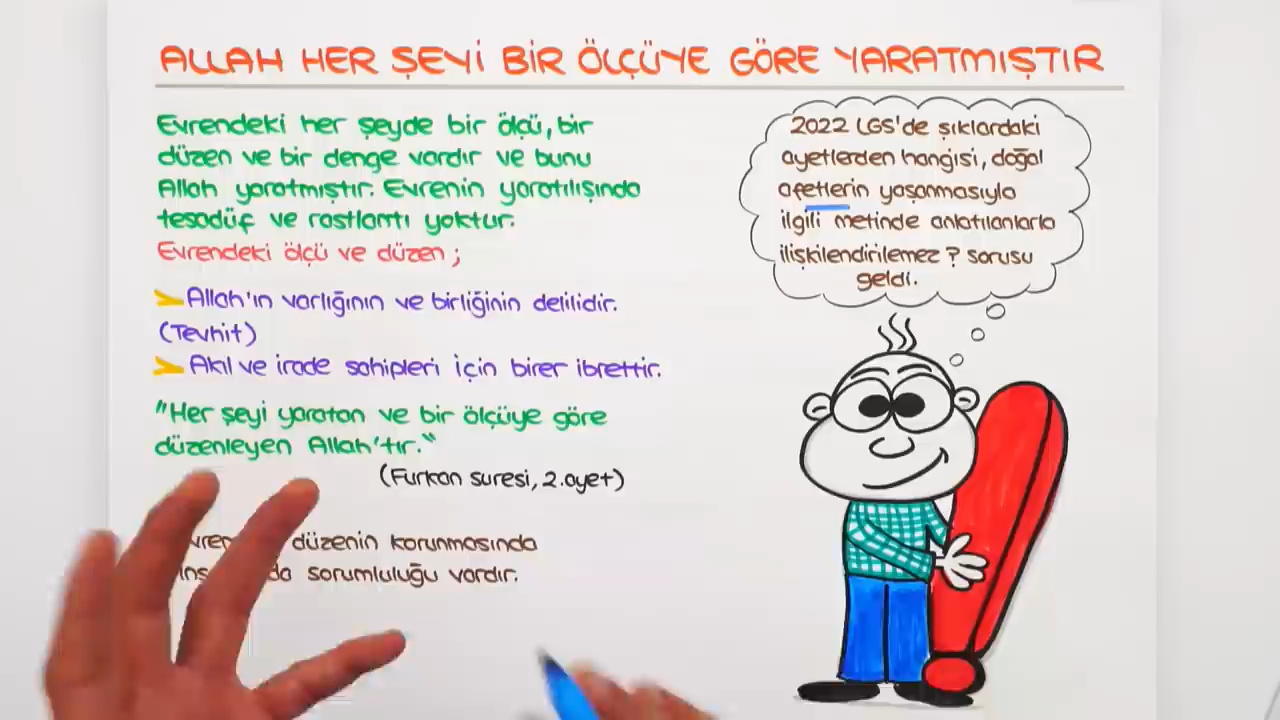 ALLAH HER ŞEYİ BİR ÖLÇÜYE GÖRE YARATMIŞTIR
Evrendeki her şeyde bir ölçü, bir
düzen ve bir denge vardır ve bunu
Allah yaratmıştır. Evrenin yaratılışında
tesadüf ve rastlantı yoktur.
Evrendeki ölçü ve düzen;
➤Allah'ın varlığının ve birliğinin delilidir.
(Tevhit)
➤Akıl ve irade sahipleri için birer ibrettir.
"Her şeyi yaratan ve bir ölçüye göre
düzenleyen Allah'tır."
(Furkan suresi, 2.ayet)
düzenin korunmasında
sorumluluğu vardır.
2022 LGS'de şıklardaki
ayetlerden hangisi, doğal
afetlerin yaşanmasıyla
ilgili metinde anlatılanlarla
ilişkilendirilemez? sorusu
geldi.